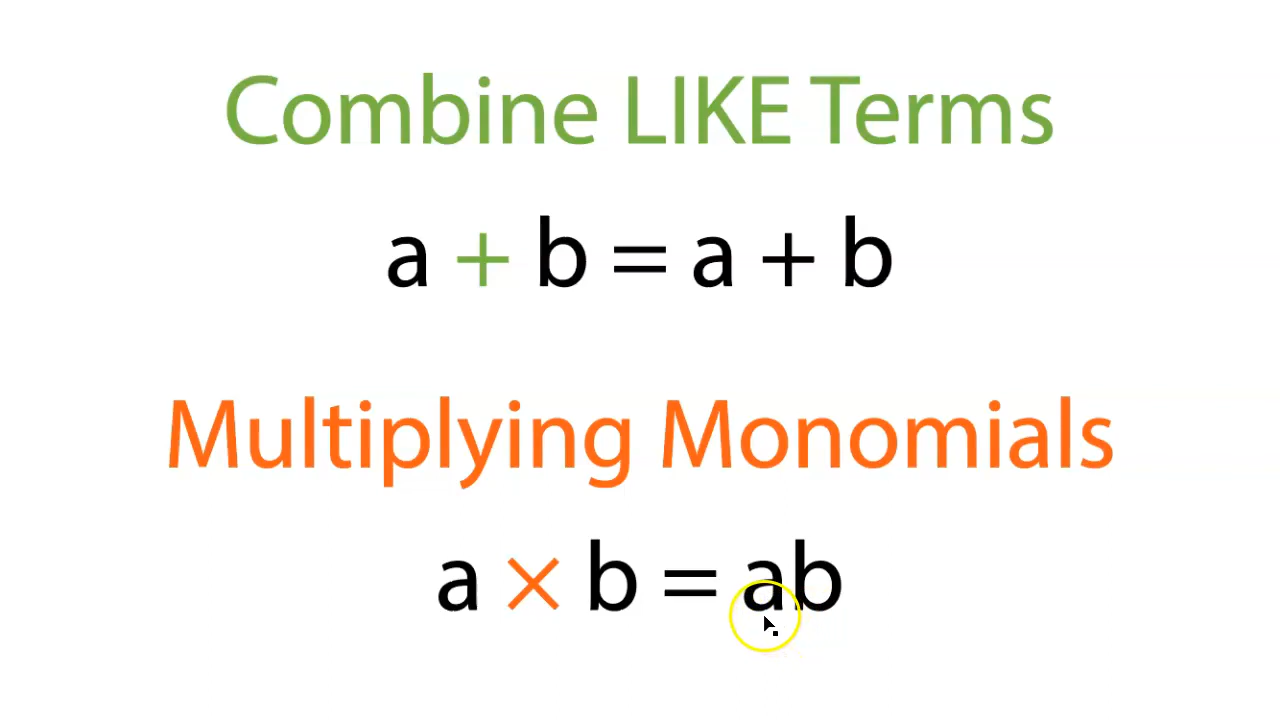 Combine LIKE Terms
a + b = a + b
Multiplying Monomials
a × b = ab